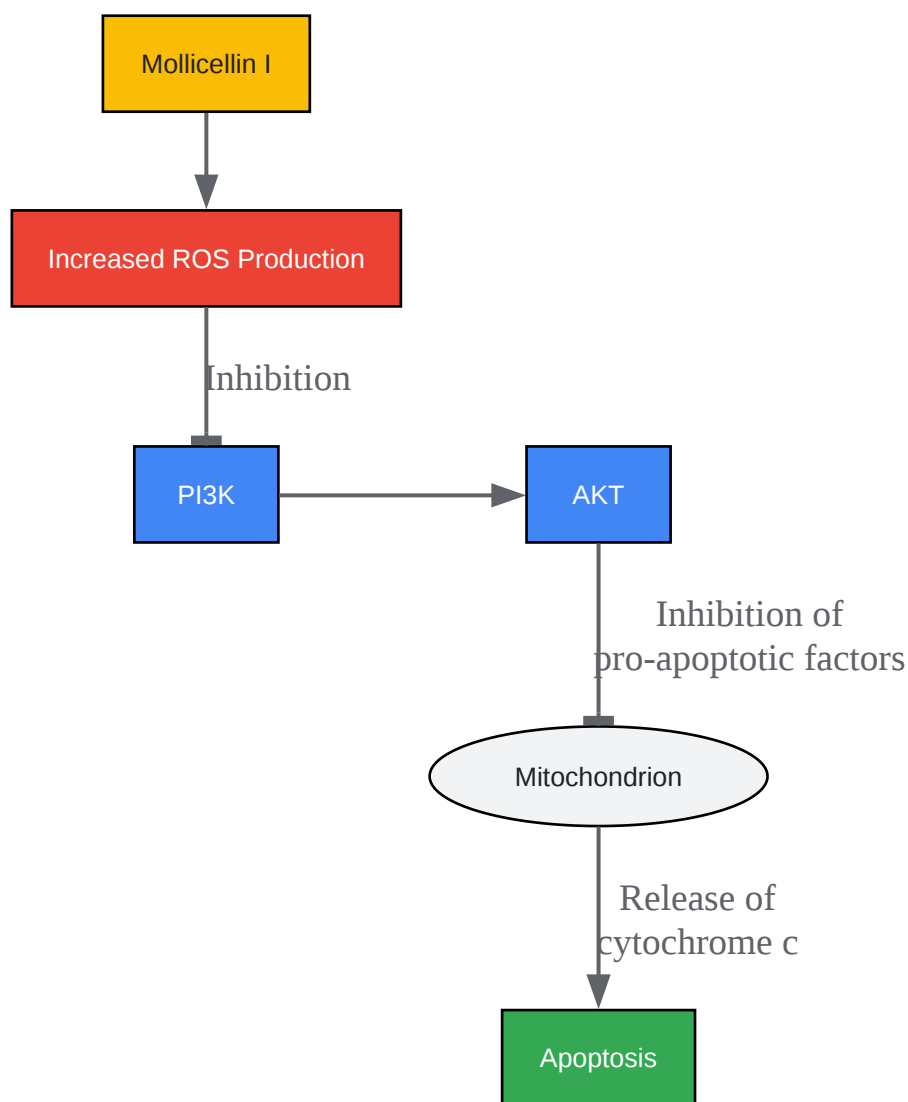 Mollicellin I
Increased ROS Production
Inhibition
PI3K
AKT
Inhibition of
pro-apoptotic factors
Mitochondrion
Release of
cytochrome c
Apoptosis